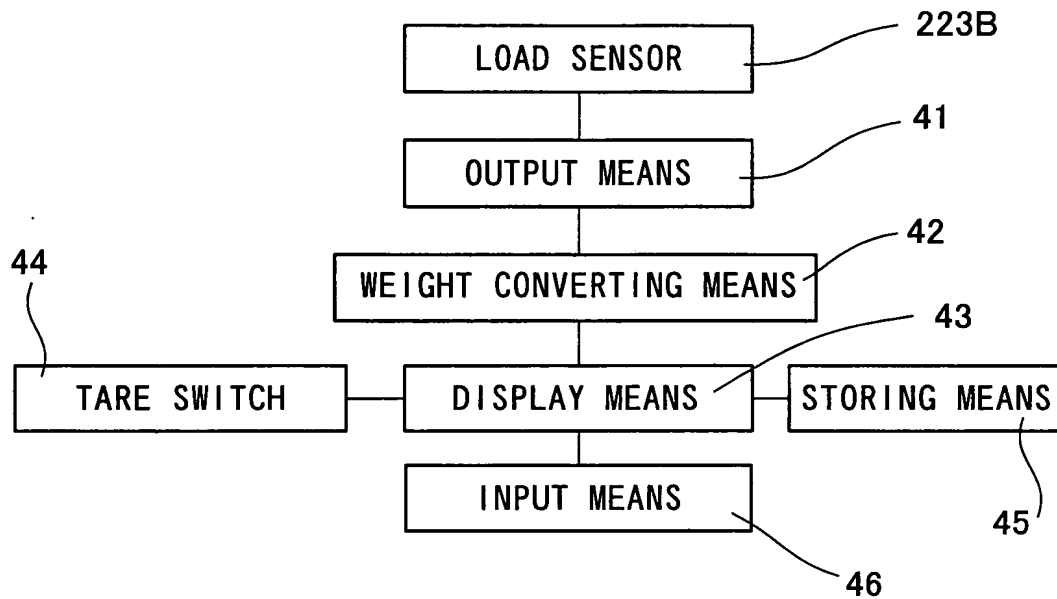 223B
LOAD SENSOR
41
OUTPUT MEANS
42
WEIGHT CONVERTING MEANS
44
43
TARE SWITCH
DISPLAY MEANS
STORING MEANS
INPUT MEANS
45
46